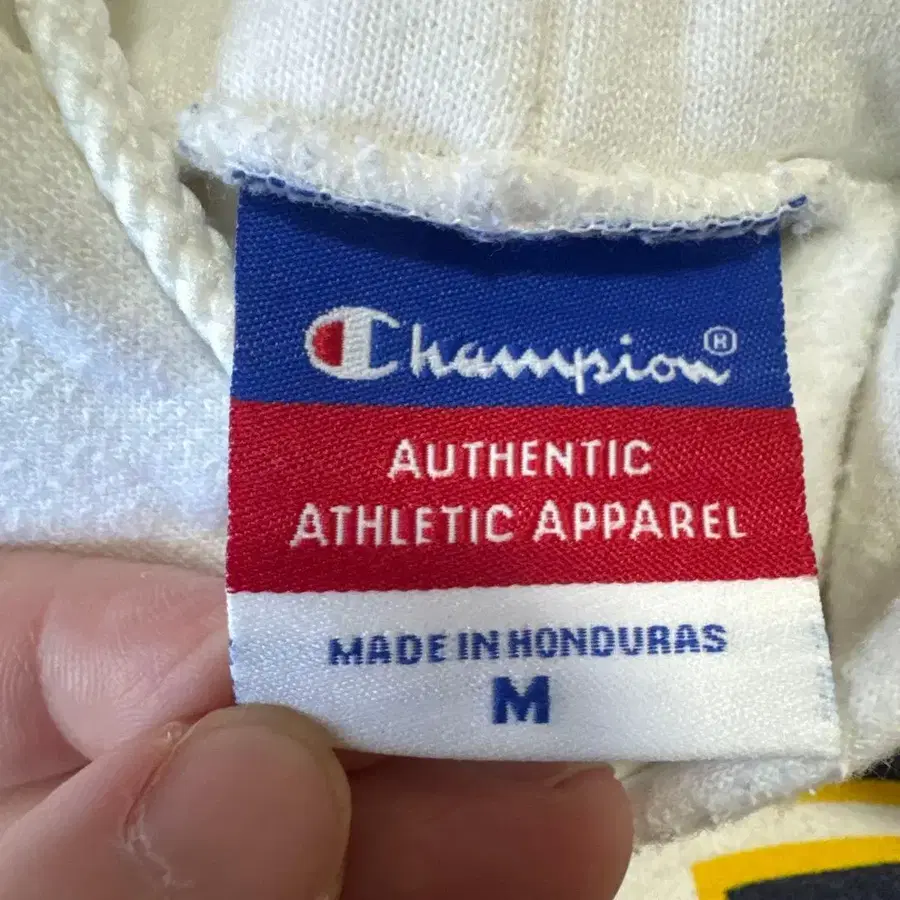 Champion®
AUTHENTIC
ATHLETIC APPAREL
MADE IN HONDURAS
M